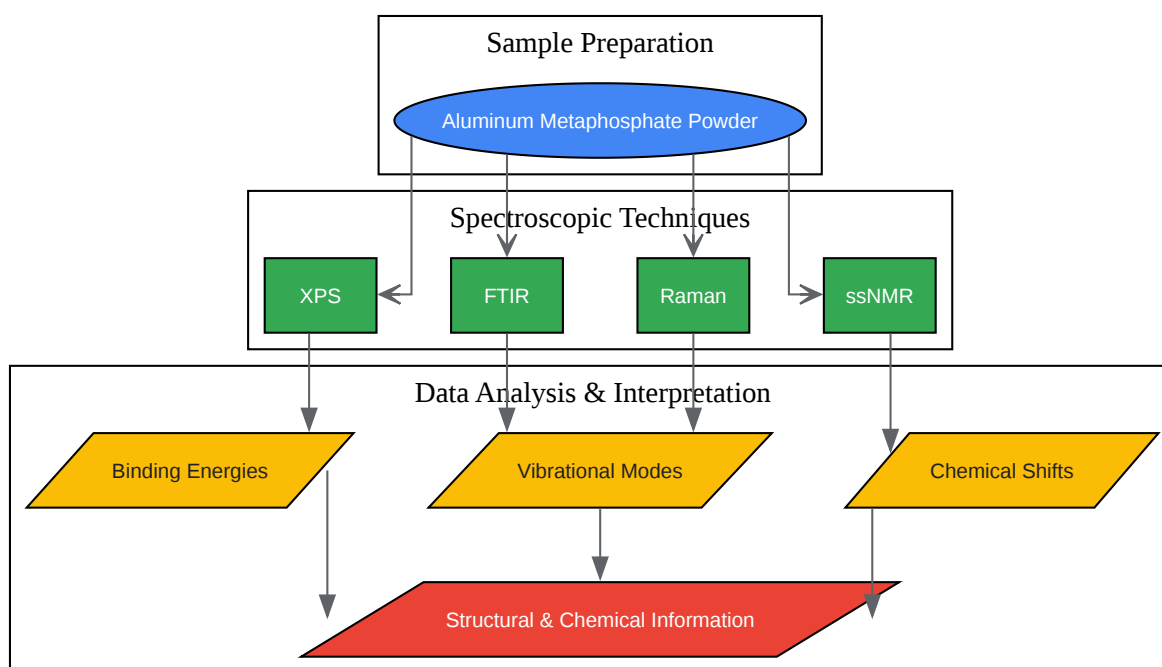 Sample Preparation
Aluminum Metaphosphate Powder
Spectroscopic Techniques
XPS
FTIR
Raman
ssNMR
Data Analysis & Interpretation
Binding Energies
Vibrational Modes
Chemical Shifts
Structural & Chemical Information